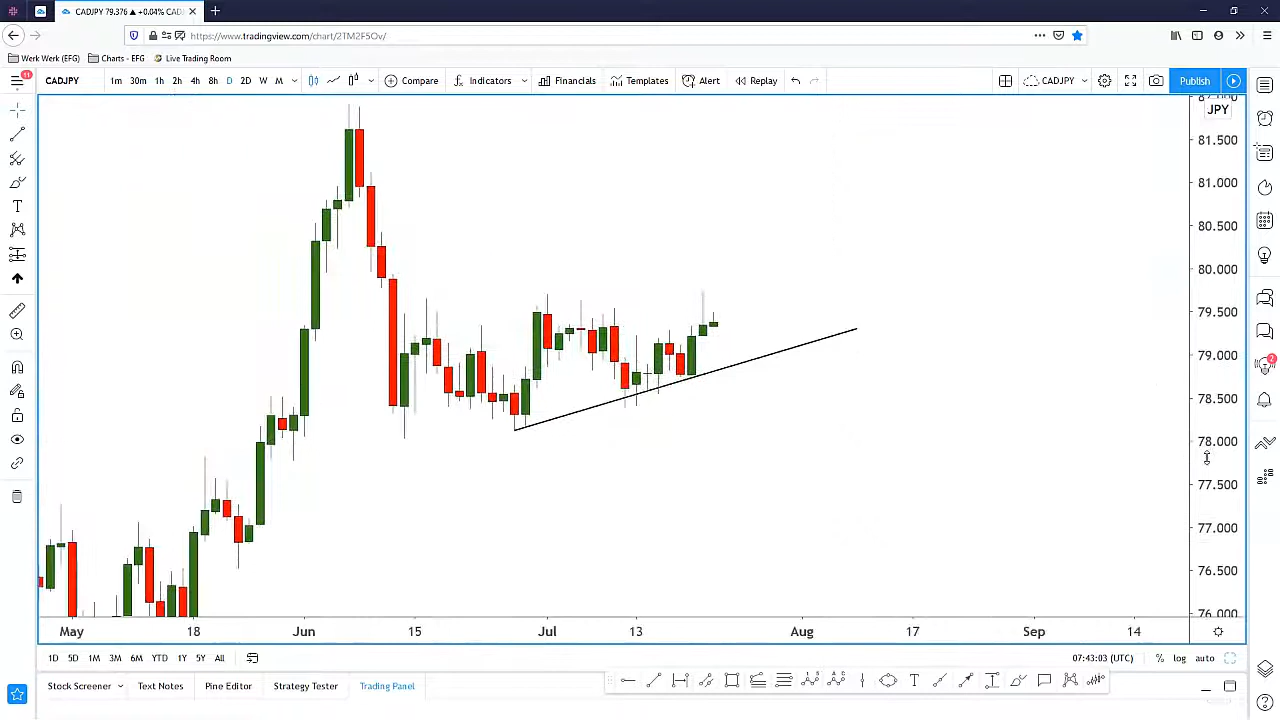 CADJPY 79.376 ▲ +0.04% CAD
https://www.tradingview.com/chart/2TM2F5Ov/
Werk Werk (EFG) Charts - EFG Live Trading Room
11
CADJPY 1m 30m 1h 2h 4h 8h D 2D W M Compare Indicators Financials Templates Alert Replay CADJPY Publish
82.000
JPY
81.500
81.000
80.500
80.000
79.500
79.000
78.500
78.000
77.500
77.000
76.500
76.000
2
May 18 Jun 15 Jul 13 Aug 17 Sep 14
1D 5D 1M 3M 6M YTD 1Y 5Y All 07:43:03 (UTC) % log auto
Stock Screener Text Notes Pine Editor Strategy Tester Trading Panel